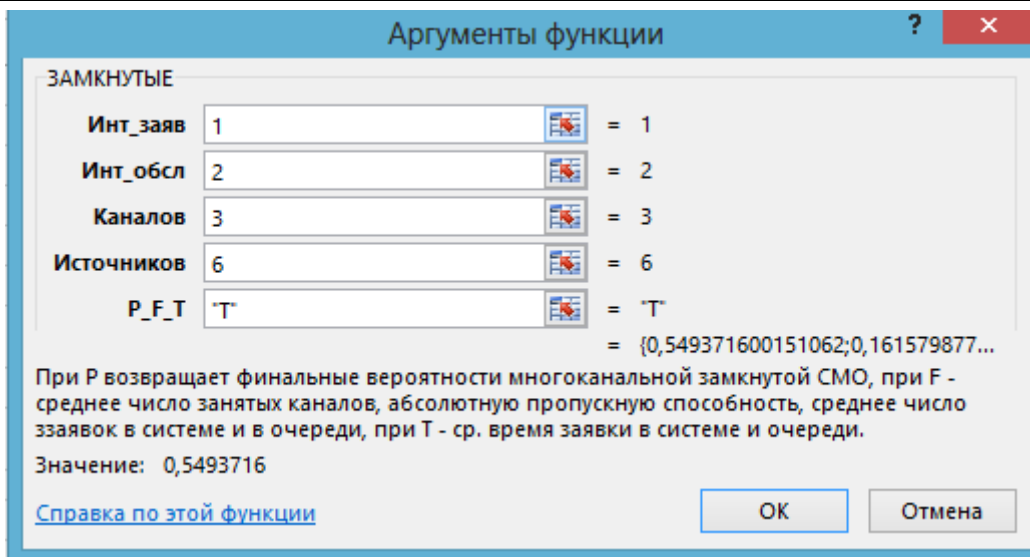 Аргументы функции ? ×
ЗАМКНУТЫЕ
Инт_заяв 1 = 1
Инт_обсл 2 = 2
Каналов 3 = 3
Источников 6 = 6
P_F_T "T" = "T"
= {0,549371600151062;0,161579877...
При P возвращает финальные вероятности многоканальной замкнутой СМО, при F -
среднее число занятых каналов, абсолютную пропускную способность, среднее число
ззаявок в системе и в очереди, при T - ср. время заявки в системе и очереди.
Значение: 0,5493716
Справка по этой функции ОК Отмена